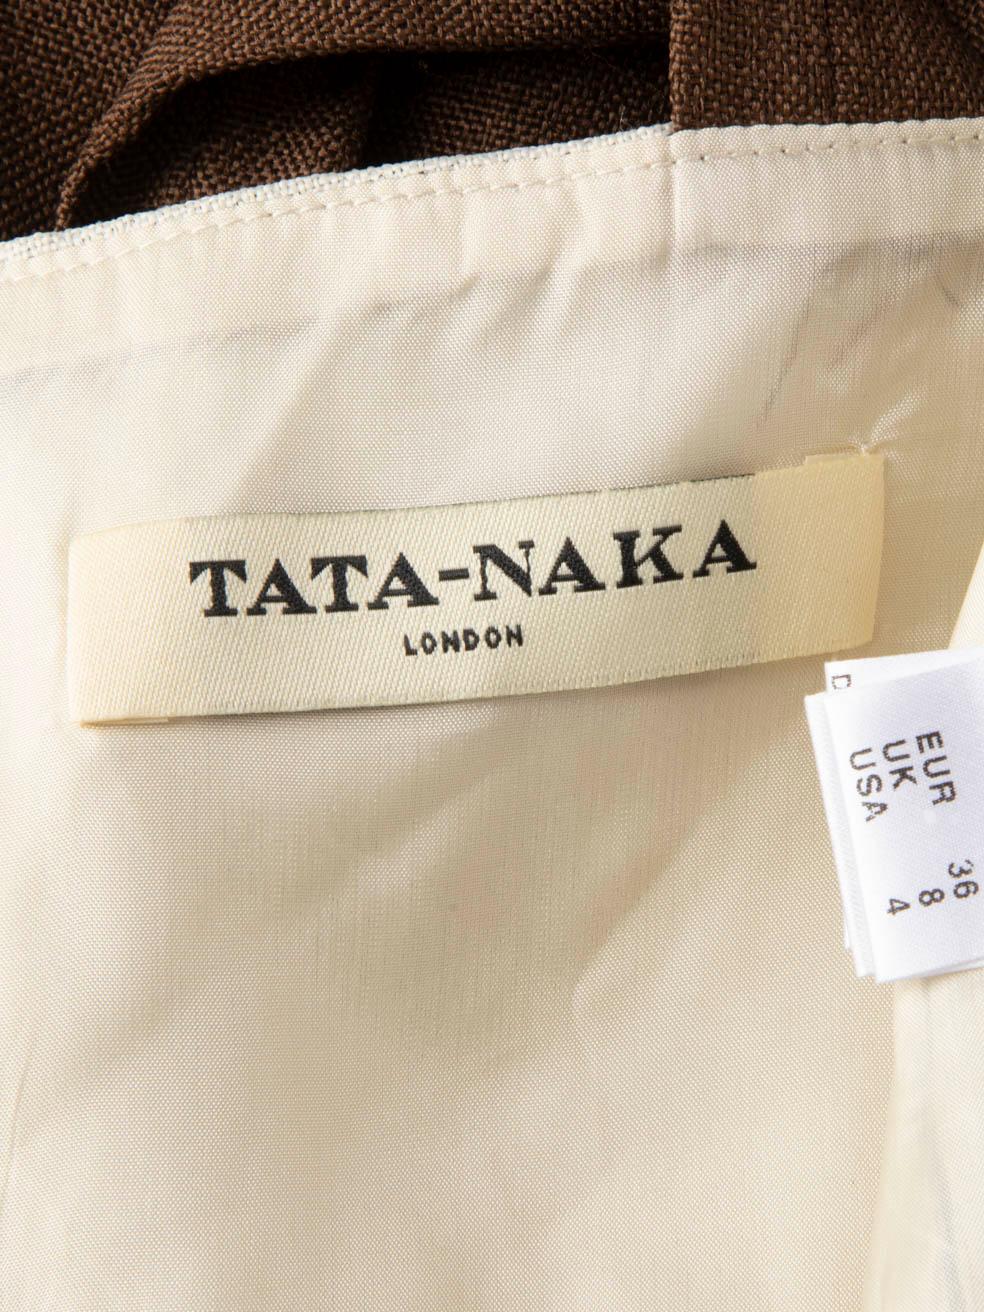 TATA-NAKA
LONDON
D
EUR 36
UK 8
USA 4